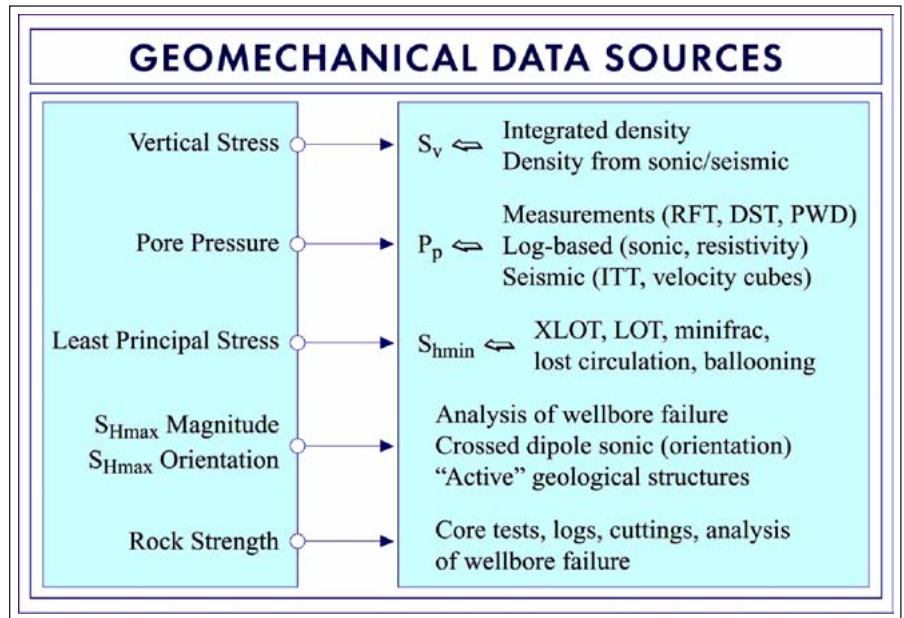 GEOMECHANICAL DATA SOURCES
Vertical Stress
Sv ⇐ Integrated density
Density from sonic/seismic
Pore Pressure
Pp ⇐ Measurements (RFT, DST, PWD)
Log-based (sonic, resistivity)
Seismic (ITT, velocity cubes)
Least Principal Stress
Shmin ⇐ XLOT, LOT, minifrac,
lost circulation, ballooning
SHmax Magnitude
SHmax Orientation
Analysis of wellbore failure
Crossed dipole sonic (orientation)
“Active” geological structures
Rock Strength
Core tests, logs, cuttings, analysis
of wellbore failure